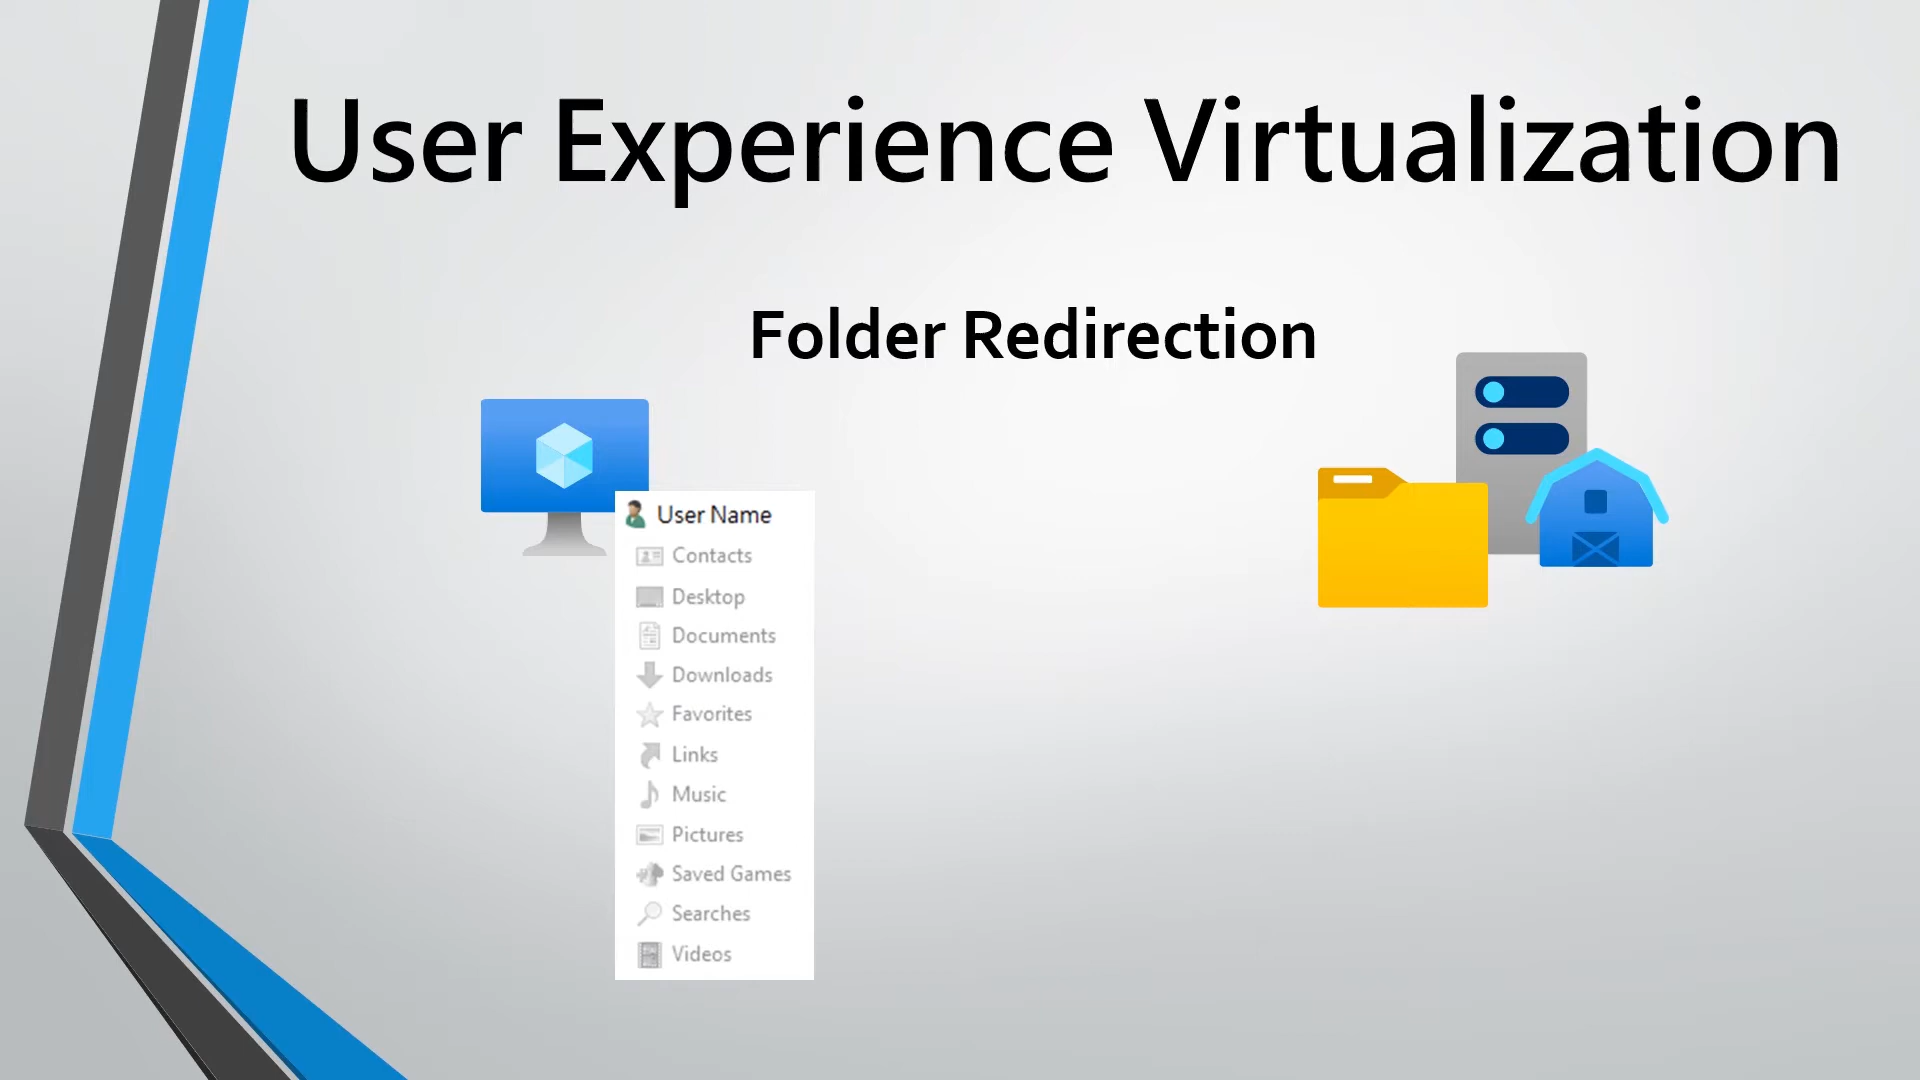 User Experience Virtualization
Folder Redirection
User Name
Contacts
Desktop
Documents
Downloads
Favorites
Links
Music
Pictures
Saved Games
Searches
Videos